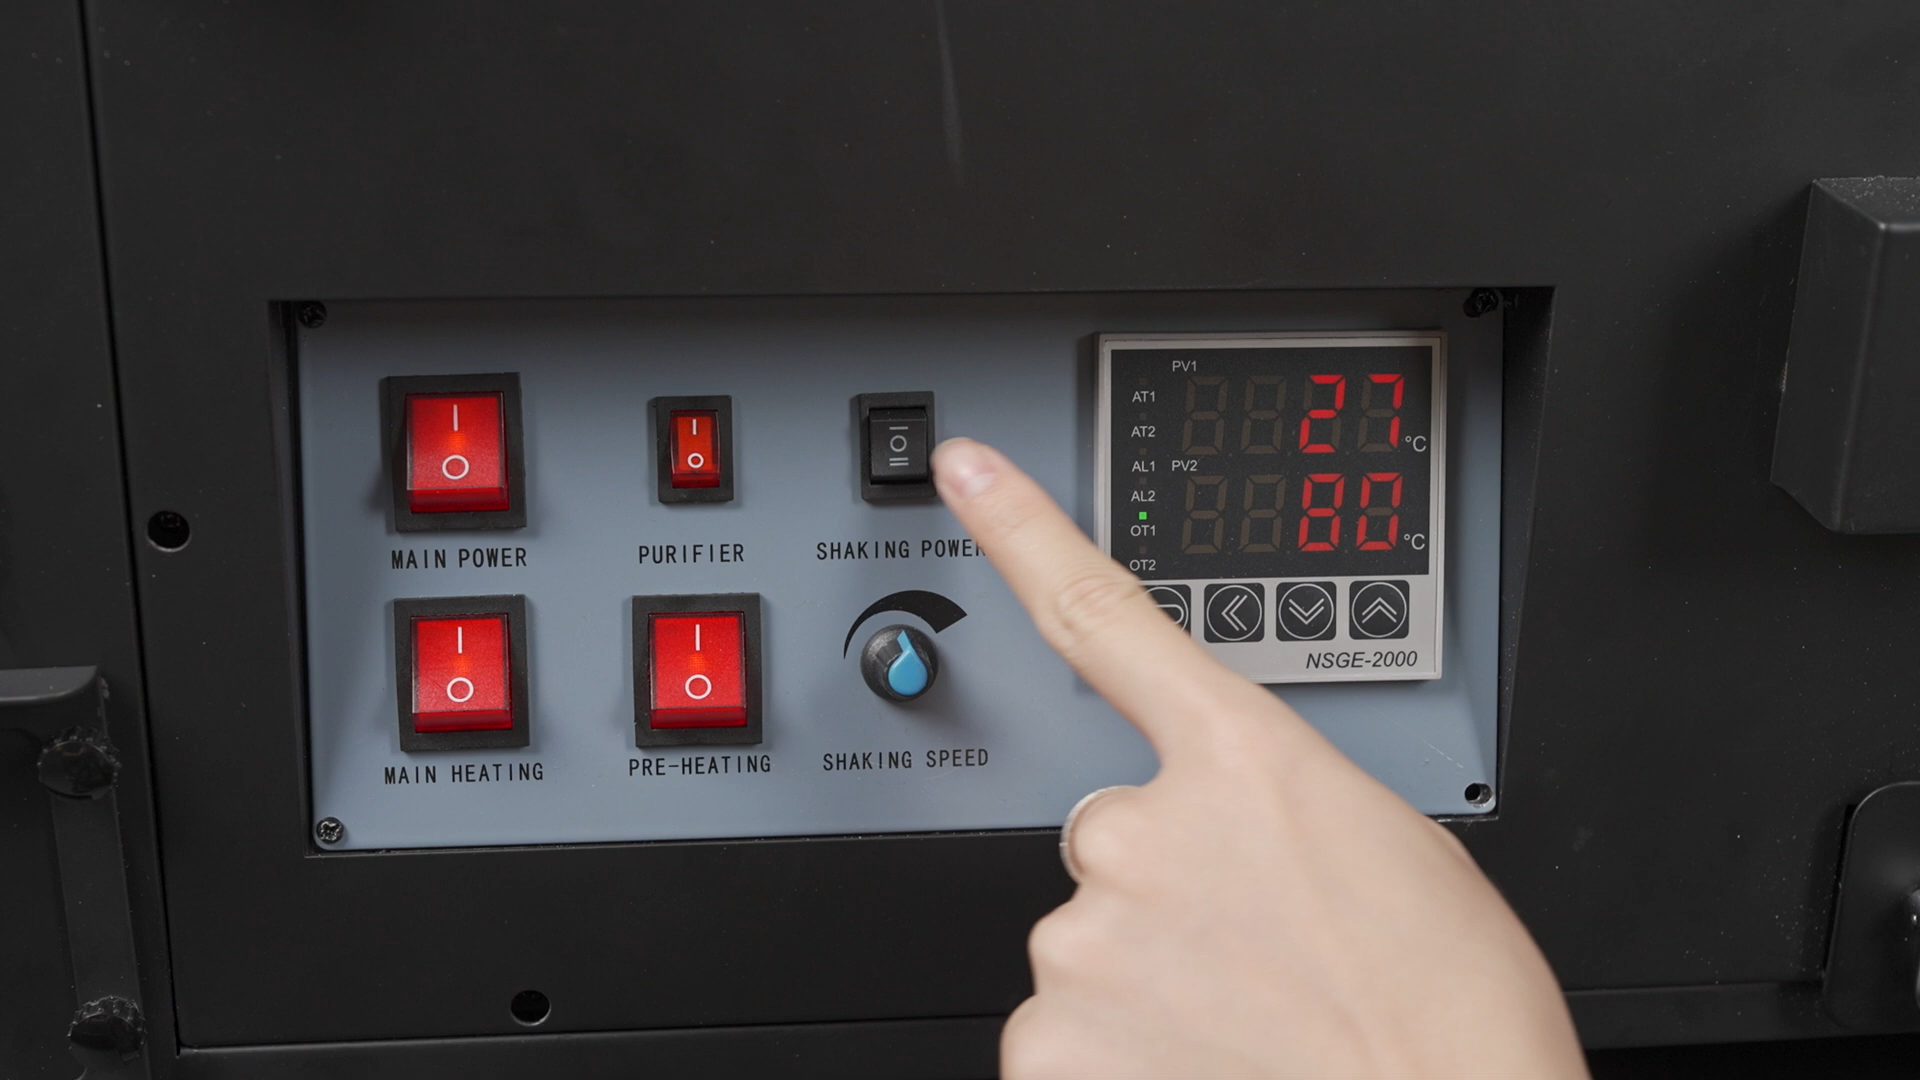 PV1
AT1
27
°C
AT2
AL1
PV2
AL2
80
°C
OT1
OT2
MAIN POWER
PURIFIER
SHAKING POWER
MAIN HEATING
PRE-HEATING
SHAKING SPEED
NSGE-2000